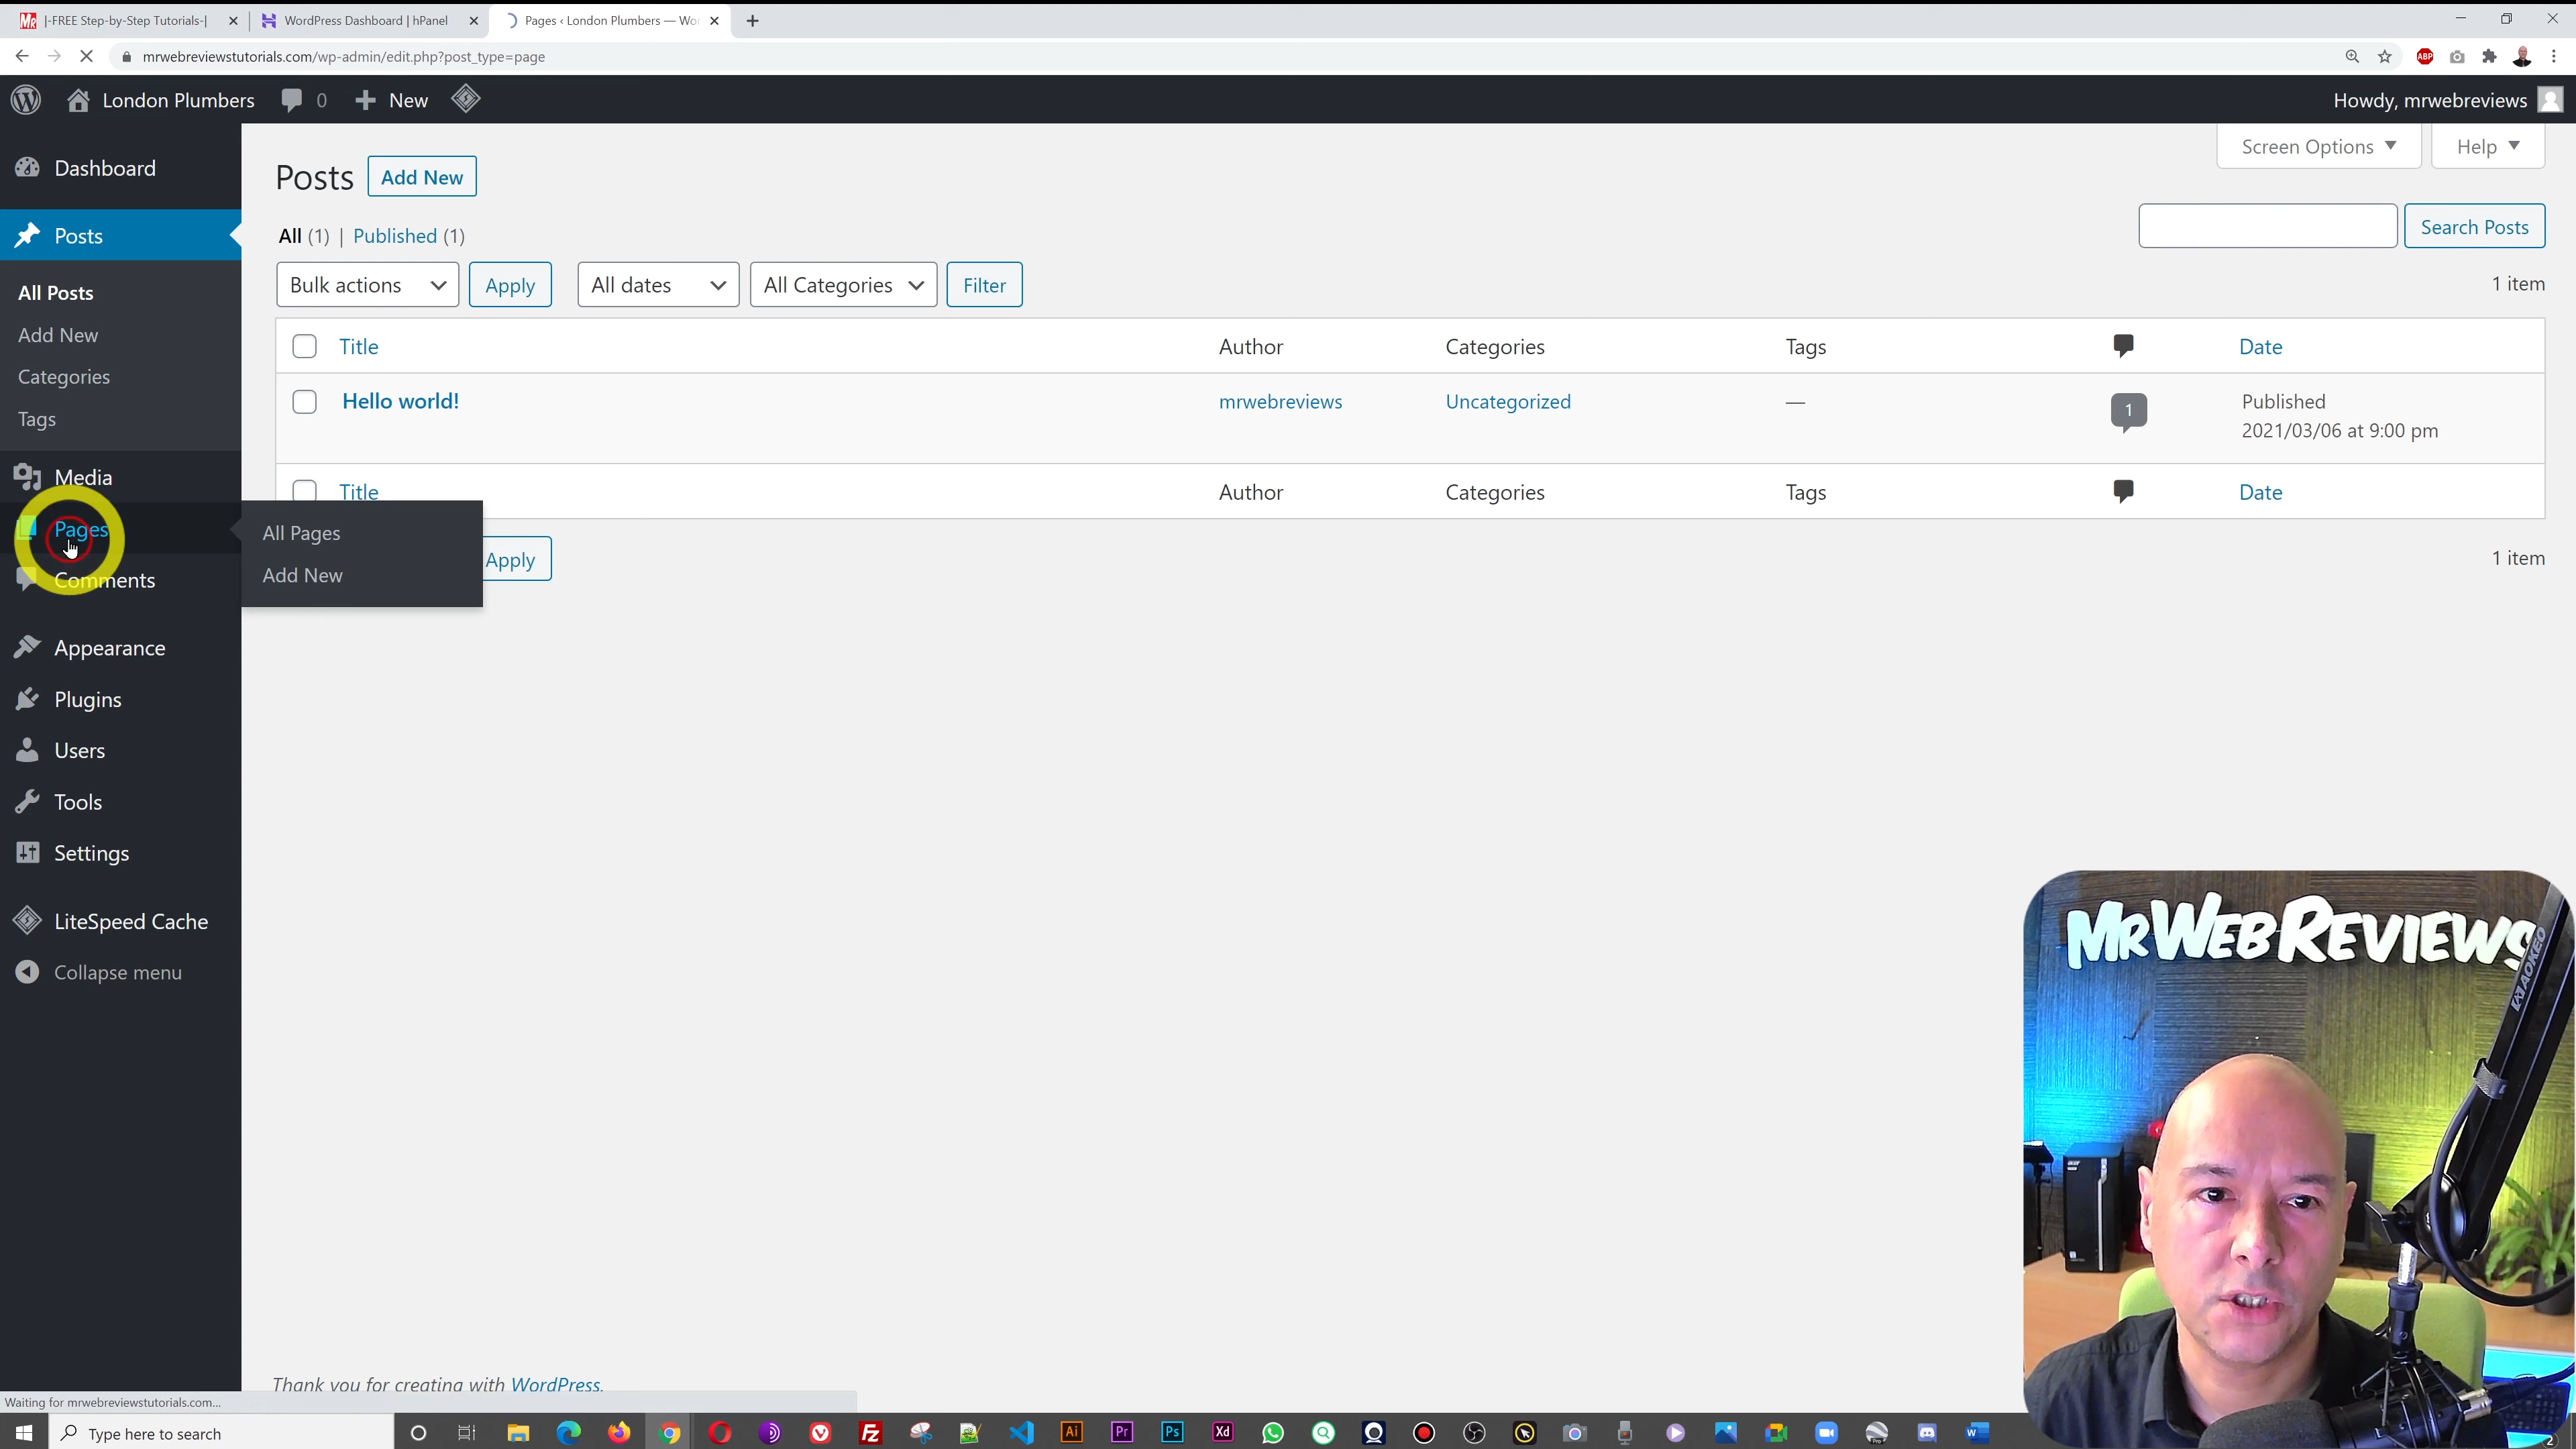 |-FREE Step-by-Step Tutorials-|
WordPress Dashboard | hPanel
Pages ‹ London Plumbers — Wo
mrwebreviewstutorials.com/wp-admin/edit.php?post_type=page
ABP
London Plumbers
0
New
Howdy, mrwebreviews
Screen Options
Help
Dashboard
Posts
All Posts
Add New
Categories
Tags
Media
Pages
Comments
Appearance
Plugins
Users
Tools
Settings
LiteSpeed Cache
Collapse menu
All Pages
Add New
Posts
Add New
All (1) | Published (1)
Search Posts
Bulk actions
Apply
All dates
All Categories
Filter
1 item
Title
Author
Categories
Tags
Date
Hello world!
mrwebreviews
Uncategorized
—
1
Published
2021/03/06 at 9:00 pm
Title
Author
Categories
Tags
Date
Apply
1 item
MrWebReviews
MAONO
Thank you for creating with WordPress.
Waiting for mrwebreviewstutorials.com...
Type here to search